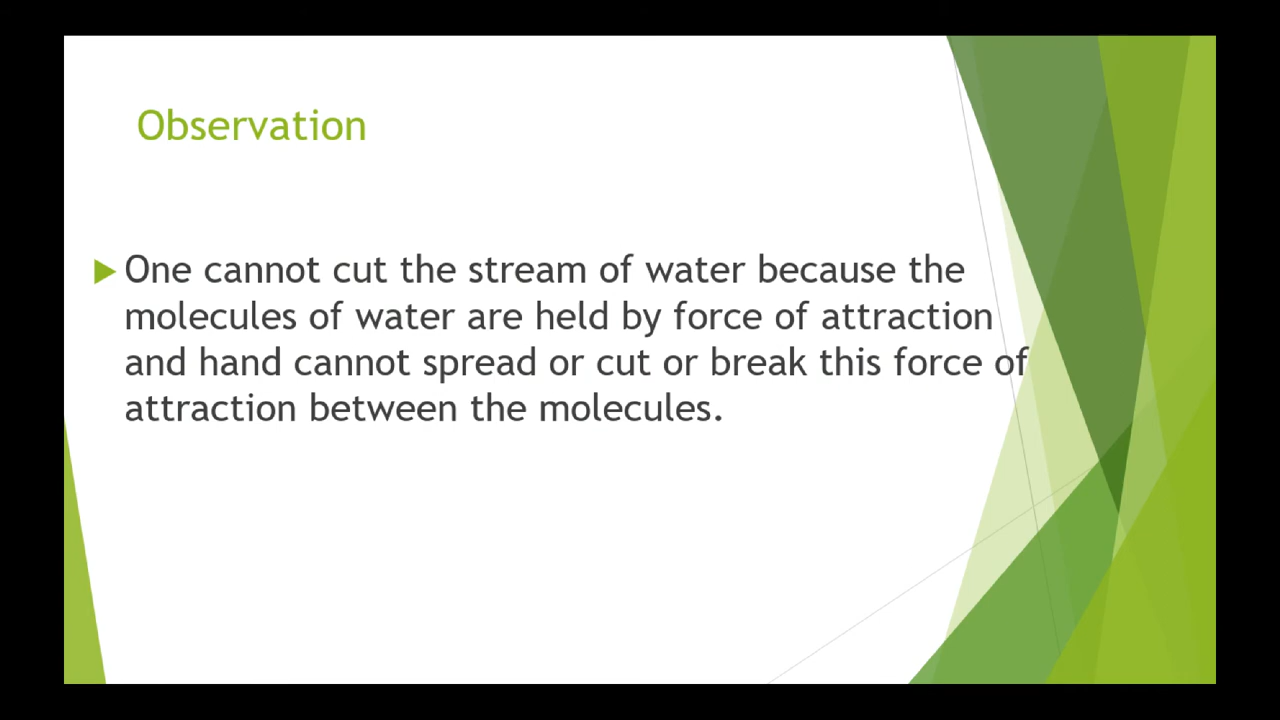 Observation
One cannot cut the stream of water because the
molecules of water are held by force of attraction
and hand cannot spread or cut or break this force of
attraction between the molecules.